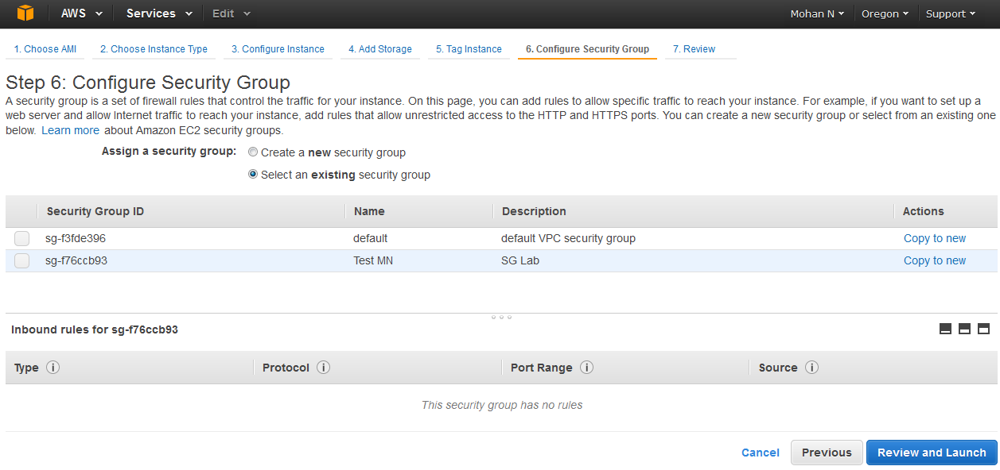 AWS Services Edit Mohan N Oregon Support
1. Choose AMI 2. Choose Instance Type 3. Configure Instance 4. Add Storage 5. Tag Instance 6. Configure Security Group 7. Review
Step 6: Configure Security Group
A security group is a set of firewall rules that control the traffic for your instance. On this page, you can add rules to allow specific traffic to reach your instance. For example, if you want to set up a
web server and allow Internet traffic to reach your instance, add rules that allow unrestricted access to the HTTP and HTTPS ports. You can create a new security group or select from an existing one
below. Learn more about Amazon EC2 security groups.
Assign a security group: Create a new security group
Select an existing security group
Security Group ID Name Description Actions
sg-f3fde396 default default VPC security group Copy to new
sg-f76ccb93 Test MN SG Lab Copy to new
Inbound rules for sg-f76ccb93
Type i Protocol i Port Range i Source i
This security group has no rules
Cancel Previous Review and Launch